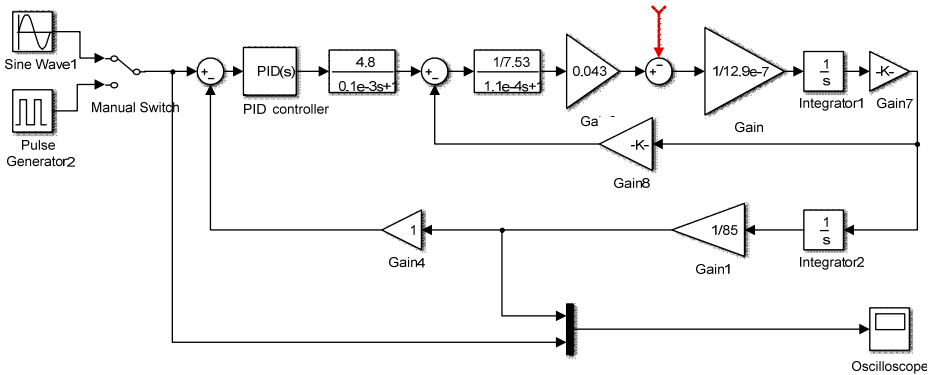 Sine Wave1
Pulse
Generator2
Manual Switch
+
−
PID(s)
PID controller
4.8
0.1e-3s+1
+
−
1/7.53
1.1e-4s+1
0.043
+
−
1/12.9e-7
Gain
1
s
Integrator1
-K-
Gain7
-K-
Gain8
1
Gain4
1/85
Gain1
1
s
Integrator2
Oscilloscope